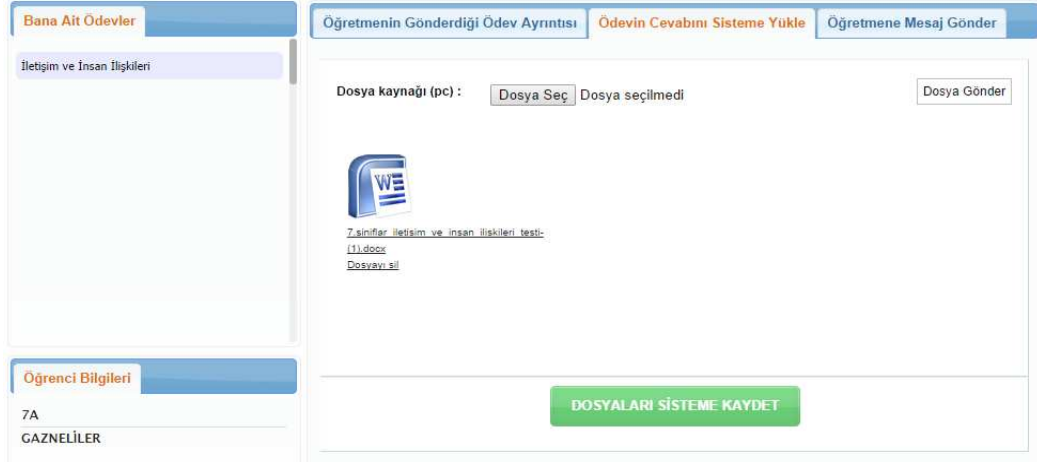 Bana Ait Ödevler
İletişim ve İnsan İlişkileri
Öğrenci Bilgileri
7A
GAZNELİLER
Öğretmenin Gönderdiği Ödev Ayrıntısı
Ödevin Cevabını Sisteme Yükle
Öğretmene Mesaj Gönder
Dosya kaynağı (pc) :
Dosya Seç Dosya seçilmedi
Dosya Gönder
W
7.siniflar_iletisim_ve_insan_iliskileri_testi-
(1).docx
Dosyayı sil
DOSYALARI SİSTEME KAYDET